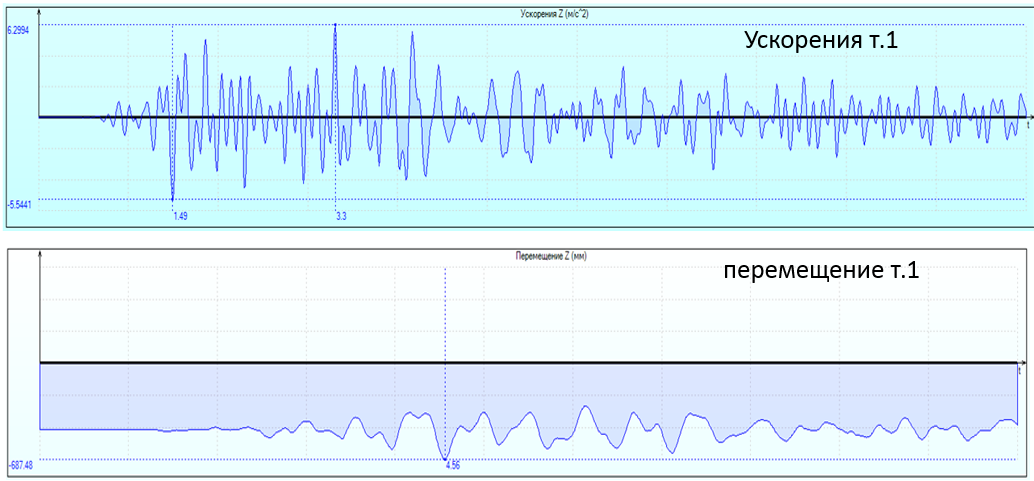 Ускорения Z (м/с^2)
6.2994
Ускорения т.1
t
-5.5441
1.49
3.3
Перемещение Z (мм)
перемещение т.1
t
-687.48
4.56